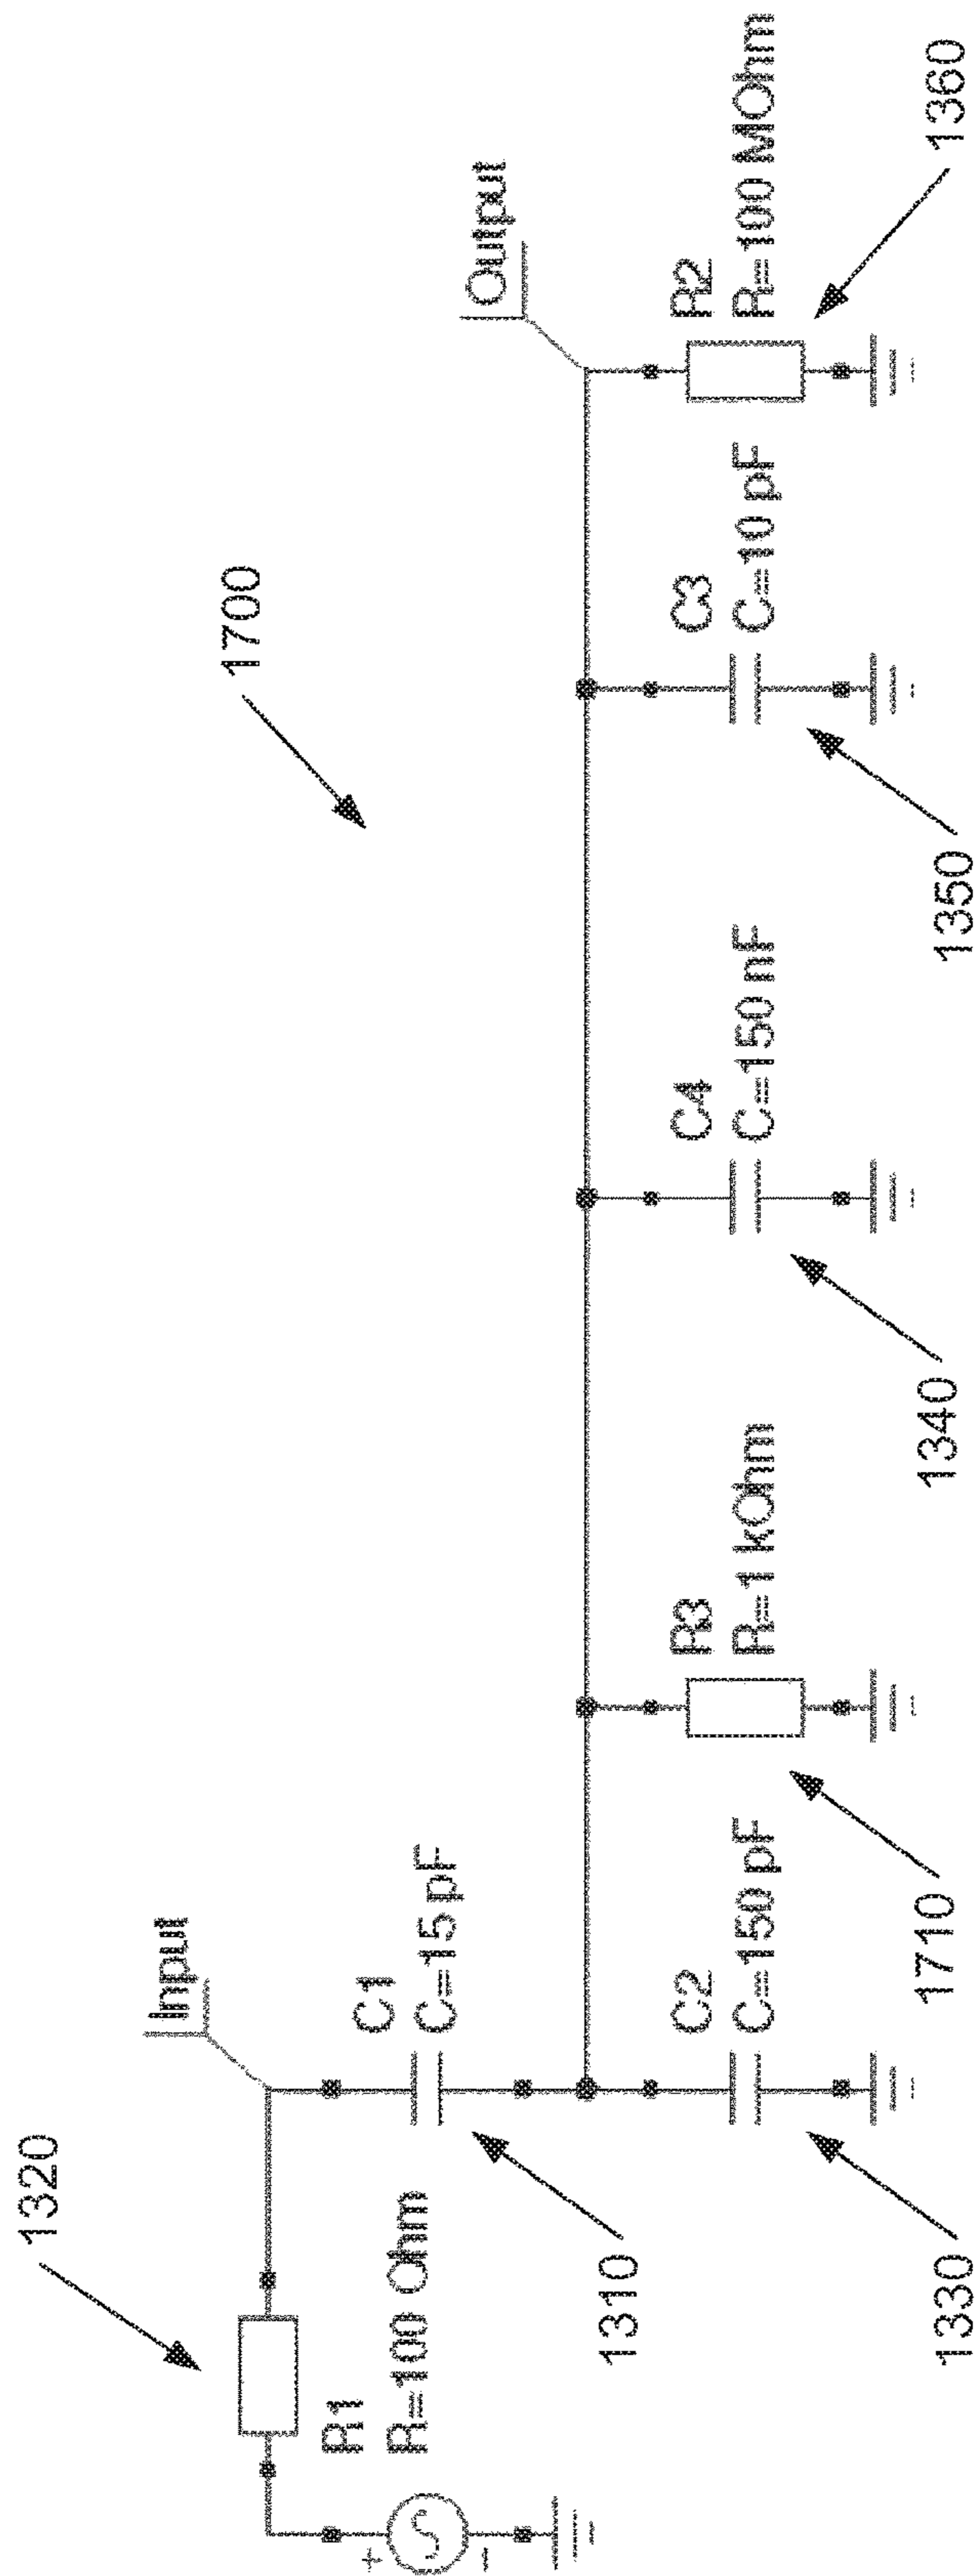 1700
1320
Input
Output
R1
R=100 Ohm
C1
C=15 pF
1310
C2
C=150 pF
1330
R3
R=1 kOhm
1710
C4
C=150 nF
1340
C3
C=10 pF
1350
R2
R=100 MOhm
1360
+
-